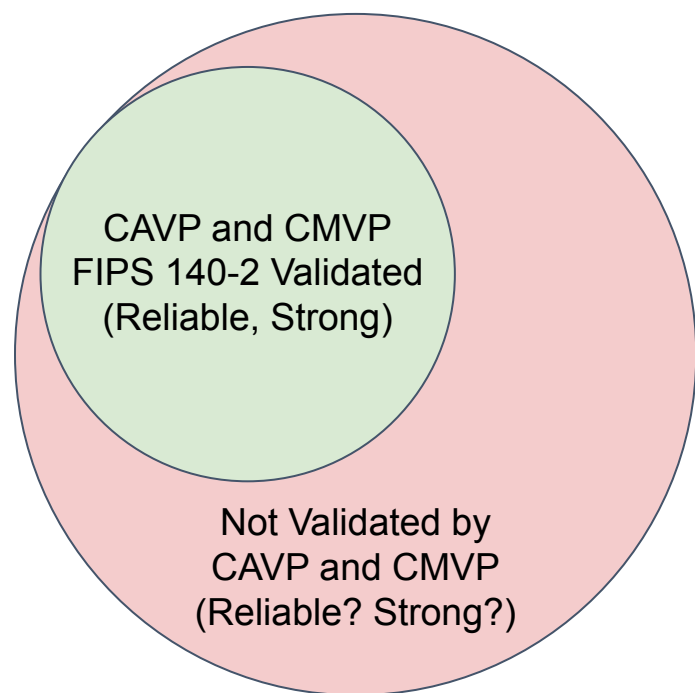 CAVP and CMVP
FIPS 140-2 Validated
(Reliable, Strong)
Not Validated by
CAVP and CMVP
(Reliable? Strong?)